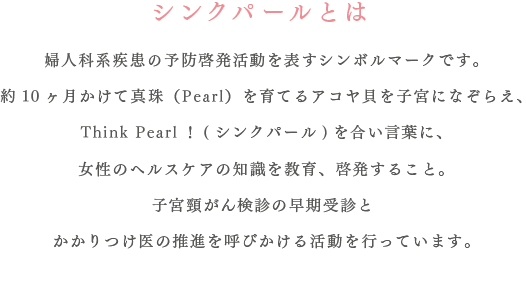 シンクパールとは
婦人科系疾患の予防啓発活動を表すシンボルマークです。
約10ヶ月かけて真珠（Pearl）を育てるアコヤ貝を子宮になぞらえ、
Think Pearl ！(シンクパール)を合い言葉に、
女性のヘルスケアの知識を教育、啓発すること。
子宮頸がん検診の早期受診と
かかりつけ医の推進を呼びかける活動を行っています。